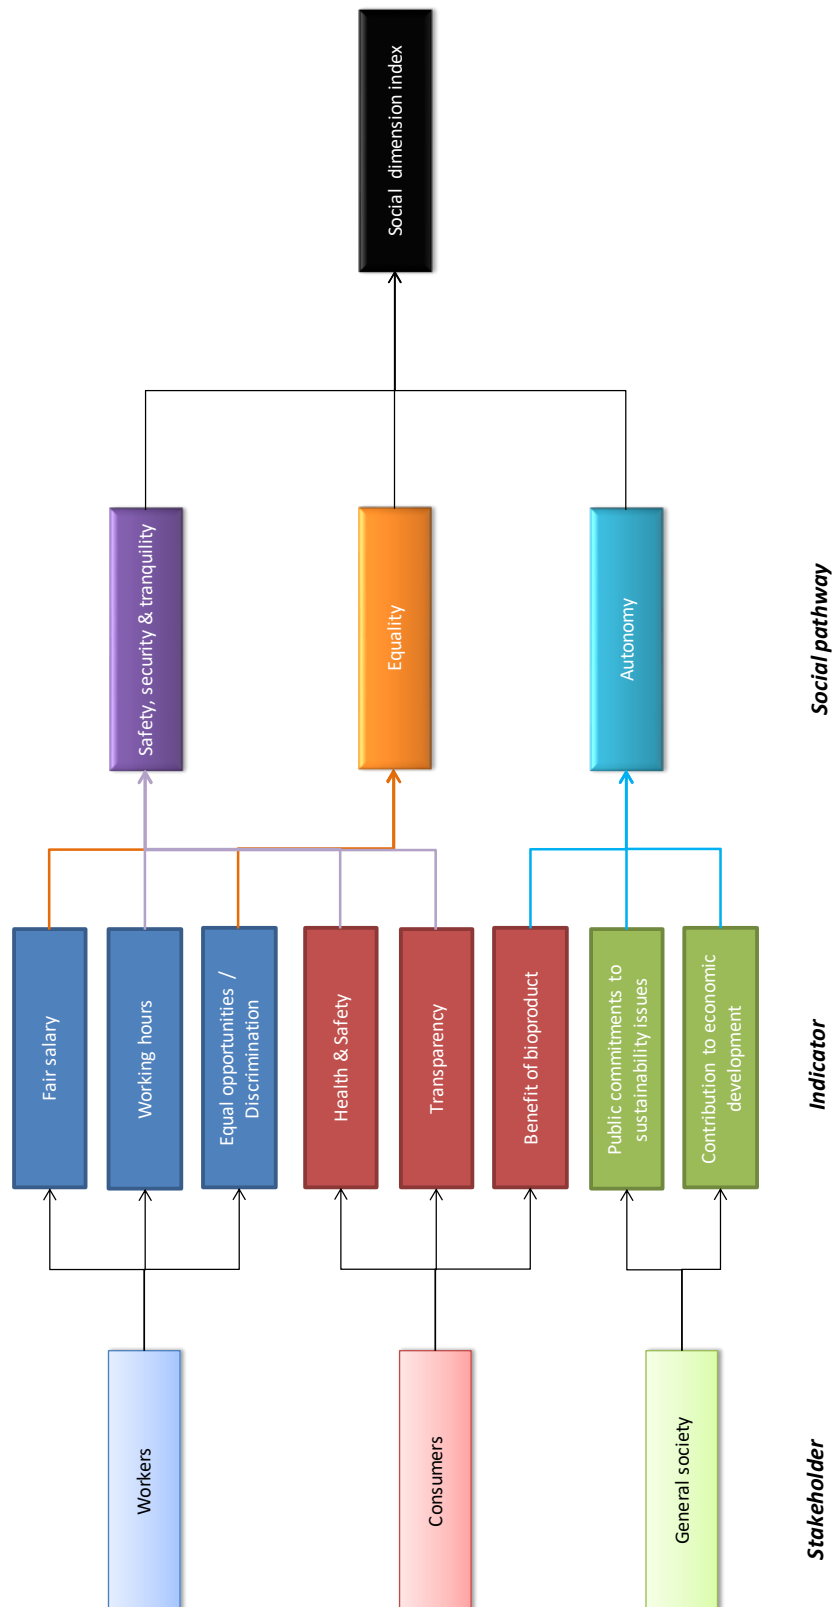 Social dimension index
Safety, security & tranquility
Equality
Autonomy
Social pathway
Fair salary
Working hours
Equal opportunities /
Discrimination
Health & Safety
Transparency
Benefit of bioproduct
Public commitments to
sustainability issues
Contribution to economic
development
Indicator
Workers
Consumers
General society
Stakeholder